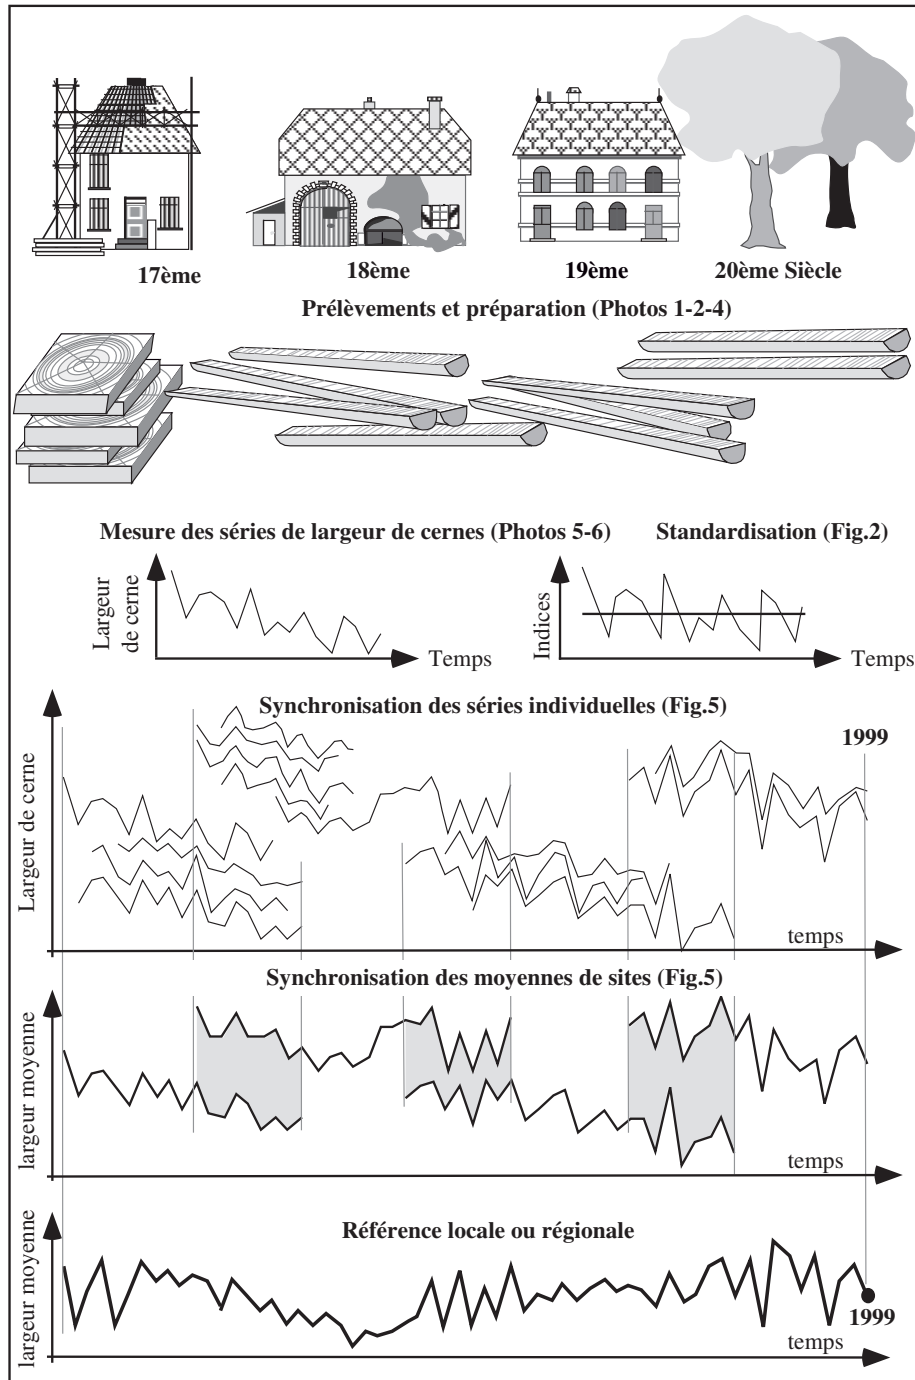 17ème
18ème
19ème
20ème Siècle
Prélèvements et préparation (Photos 1-2-4)
Mesure des séries de largeur de cernes (Photos 5-6)
Standardisation (Fig.2)
Largeur
de cerne
Temps
Indices
Temps
Synchronisation des séries individuelles (Fig.5)
1999
Largeur de cerne
temps
Synchronisation des moyennes de sites (Fig.5)
largeur moyenne
temps
Référence locale ou régionale
largeur moyenne
1999
temps